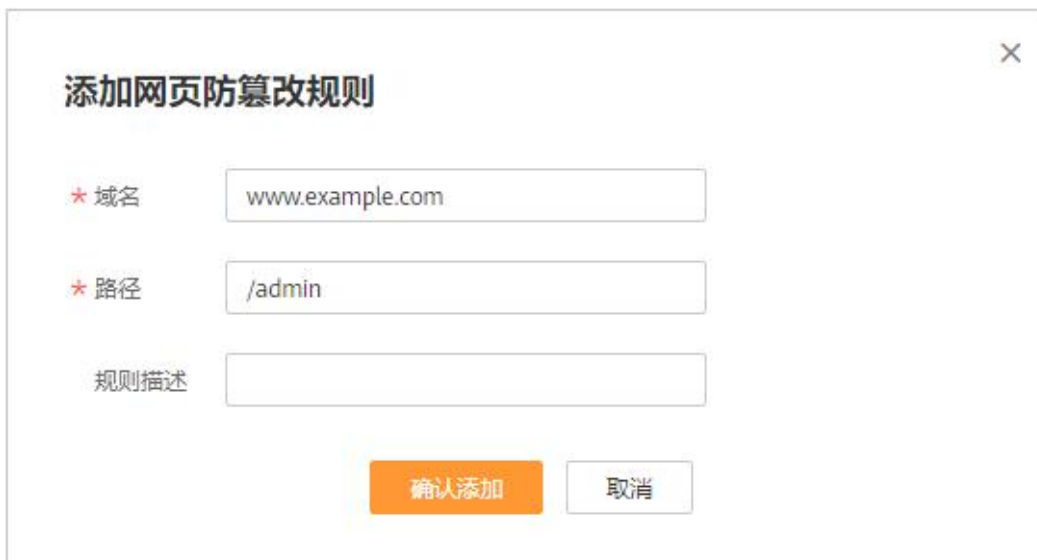 添加网页防篡改规则
* 域名 www.example.com
* 路径 /admin
规则描述
确认添加 取消